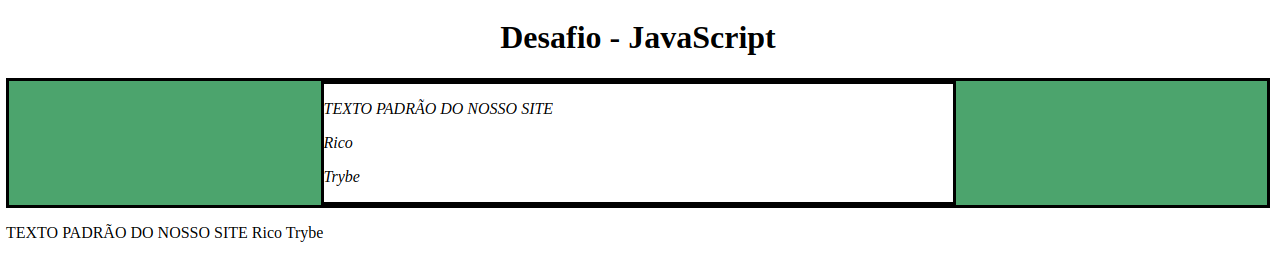 Desafio - JavaScript
TEXTO PADRÃO DO NOSSO SITE
Rico
Trybe
TEXTO PADRÃO DO NOSSO SITE Rico Trybe